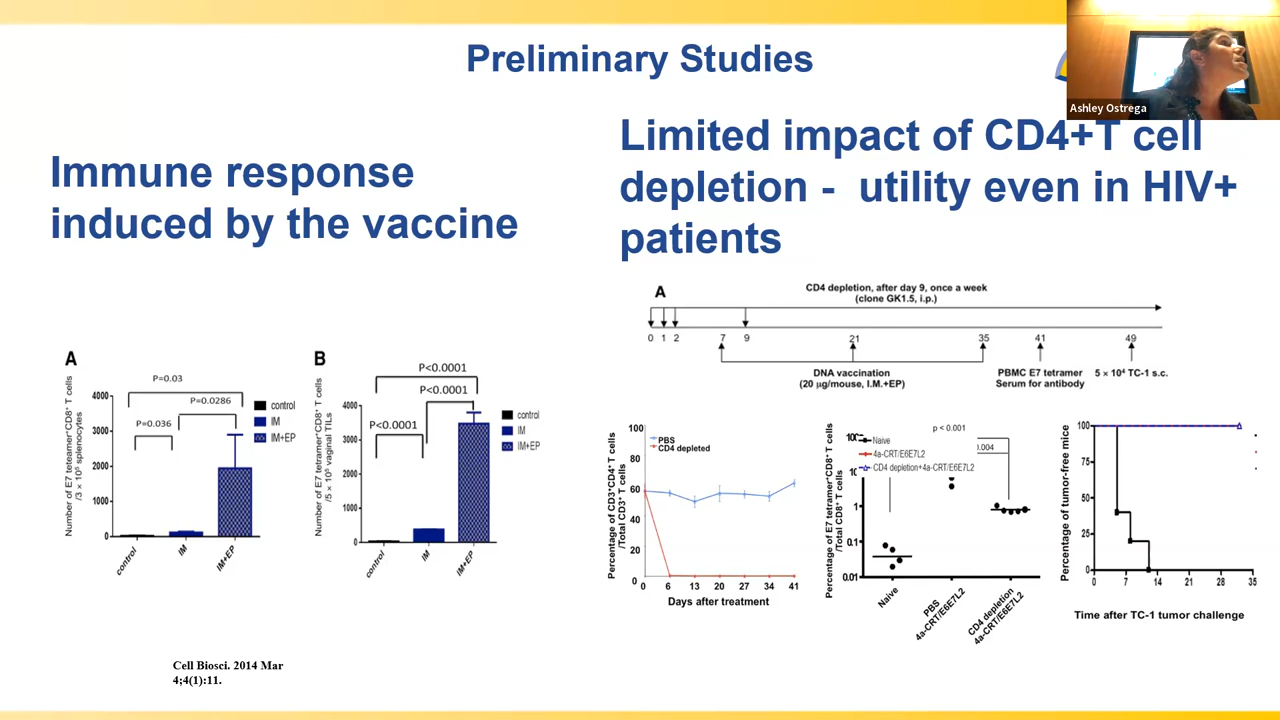 Preliminary Studies
Ashley Ostrega
Immune response
induced by the vaccine
Limited impact of CD4+T cell
depletion -  utility even in HIV+
patients
A
P=0.03
P=0.0286
P=0.036
4000
3000
2000
1000
0
Number of E7 teteamer⁺CD8⁺ T cells
/3 × 10⁵ splenocytes
control
IM
IM+EP
control
IM
IM+EP
B
P<0.0001
P<0.0001
P<0.0001
4000
3000
2000
1000
0
Number of E7 tetramer⁺CD8⁺ T cells
/5 × 10⁵ vaginal TILs
control
IM
IM+EP
control
IM
IM+EP
Cell Biosci. 2014 Mar
4;4(1):11.
A
CD4 depletion, after day 9, once a week
(clone GK1.5, i.p.)
0 1 2 7 9 21 35 41 49
DNA vaccination
(20 µg/mouse, I.M.+EP)
PBMC E7 tetramer
Serum for antibody
5 × 10⁴ TC-1 s.c.
Percentage of CD3⁺CD4⁺T cells
/Total CD3⁺ T cells
100
80
60
40
20
0
PBS
CD4 depleted
0 6 13 20 27 34 41
Days after treatment
Percentage of E7 tetramer⁺CD8⁺T cells
/Total CD8⁺ T cells
p < 0.001
Naive
4a-CRT/E6E7L2
CD4 depletion+4a-CRT/E6E7L2
1
0.1
0.01
Naive
PBS
4a-CRT/E6E7L2
CD4 depletion
4a-CRT/E6E7L2
Percentage of tumor-free mice
100
75
50
25
0
0 7 14 21 28 35
Time after TC-1 tumor challenge